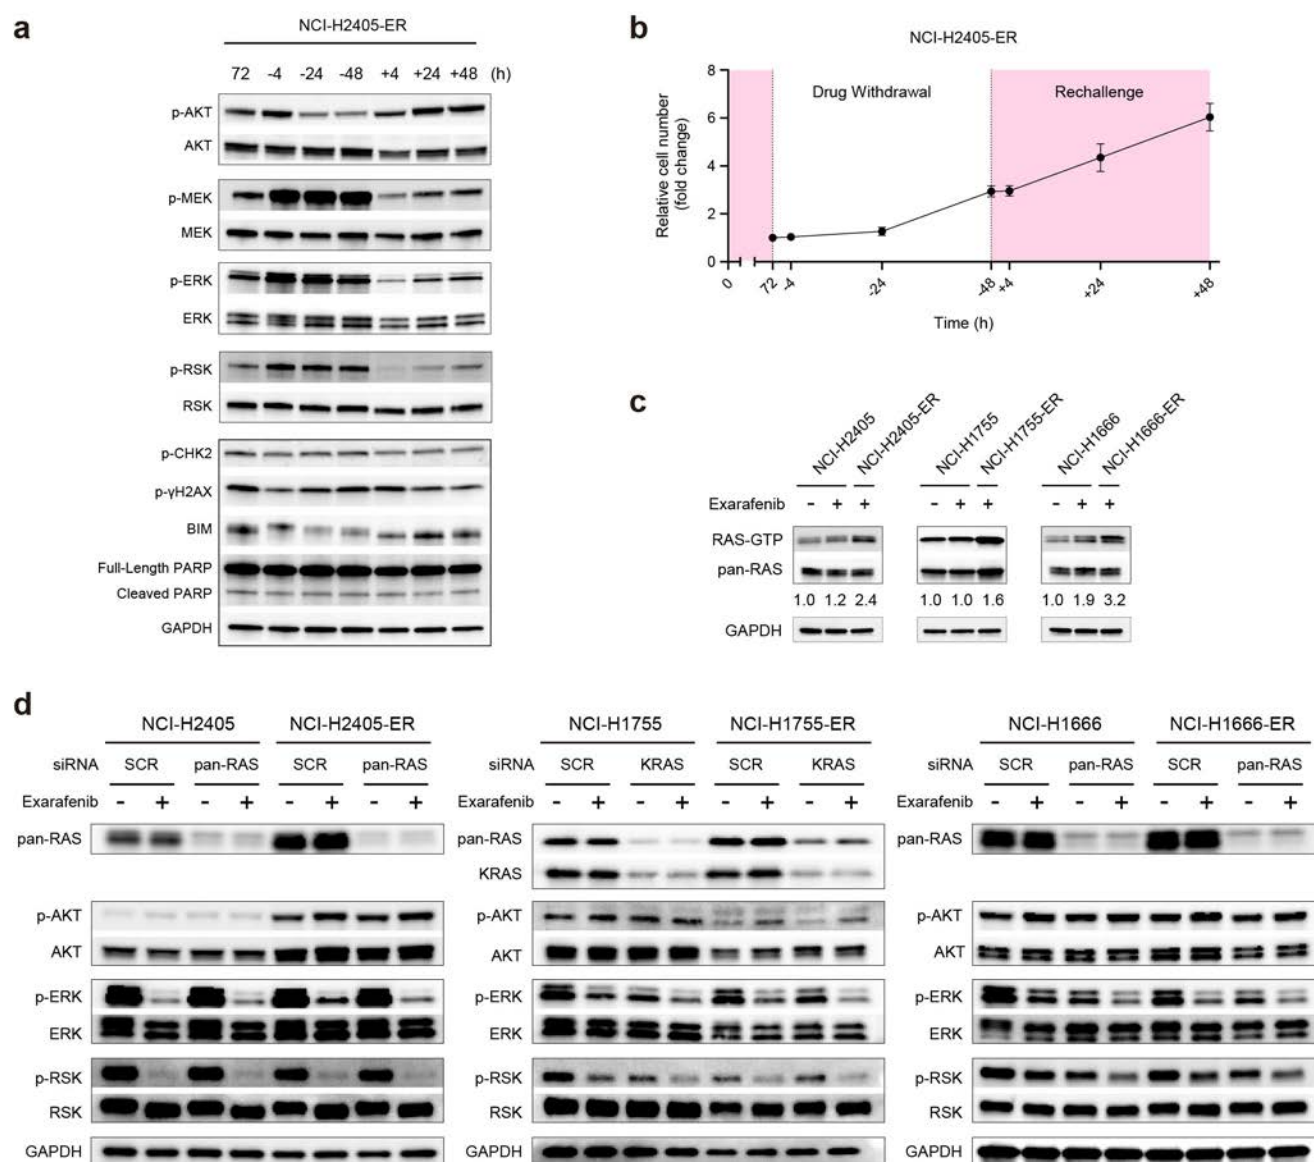 a
NCI-H2405-ER
72 -4 -24 -48 +4 +24 +48 (h)
p-AKT
AKT
p-MEK
MEK
p-ERK
ERK
p-RSK
RSK
p-CHK2
p-γH2AX
BIM
Full-Length PARP
Cleaved PARP
GAPDH
b
NCI-H2405-ER
Drug Withdrawal Rechallenge
Relative cell number
(fold change)
8
6
4
2
0
0 72 -4 -24 -48 +4 +24 +48
Time (h)
c
NCI-H2405 NCI-H2405-ER NCI-H1755 NCI-H1755-ER NCI-H1666 NCI-H1666-ER
Exarafenib - + + - + + - + +
RAS-GTP
pan-RAS
1.0 1.2 2.4 1.0 1.0 1.6 1.0 1.9 3.2
GAPDH
d
NCI-H2405 NCI-H2405-ER
siRNA SCR pan-RAS SCR pan-RAS
Exarafenib - + - + - + - +
pan-RAS
p-AKT
AKT
p-ERK
ERK
p-RSK
RSK
GAPDH
NCI-H1755 NCI-H1755-ER
siRNA SCR KRAS SCR KRAS
Exarafenib - + - + - + - +
pan-RAS
KRAS
p-AKT
AKT
p-ERK
ERK
p-RSK
RSK
GAPDH
NCI-H1666 NCI-H1666-ER
siRNA SCR pan-RAS SCR pan-RAS
Exarafenib - + - + - + - +
pan-RAS
p-AKT
AKT
p-ERK
ERK
p-RSK
RSK
GAPDH